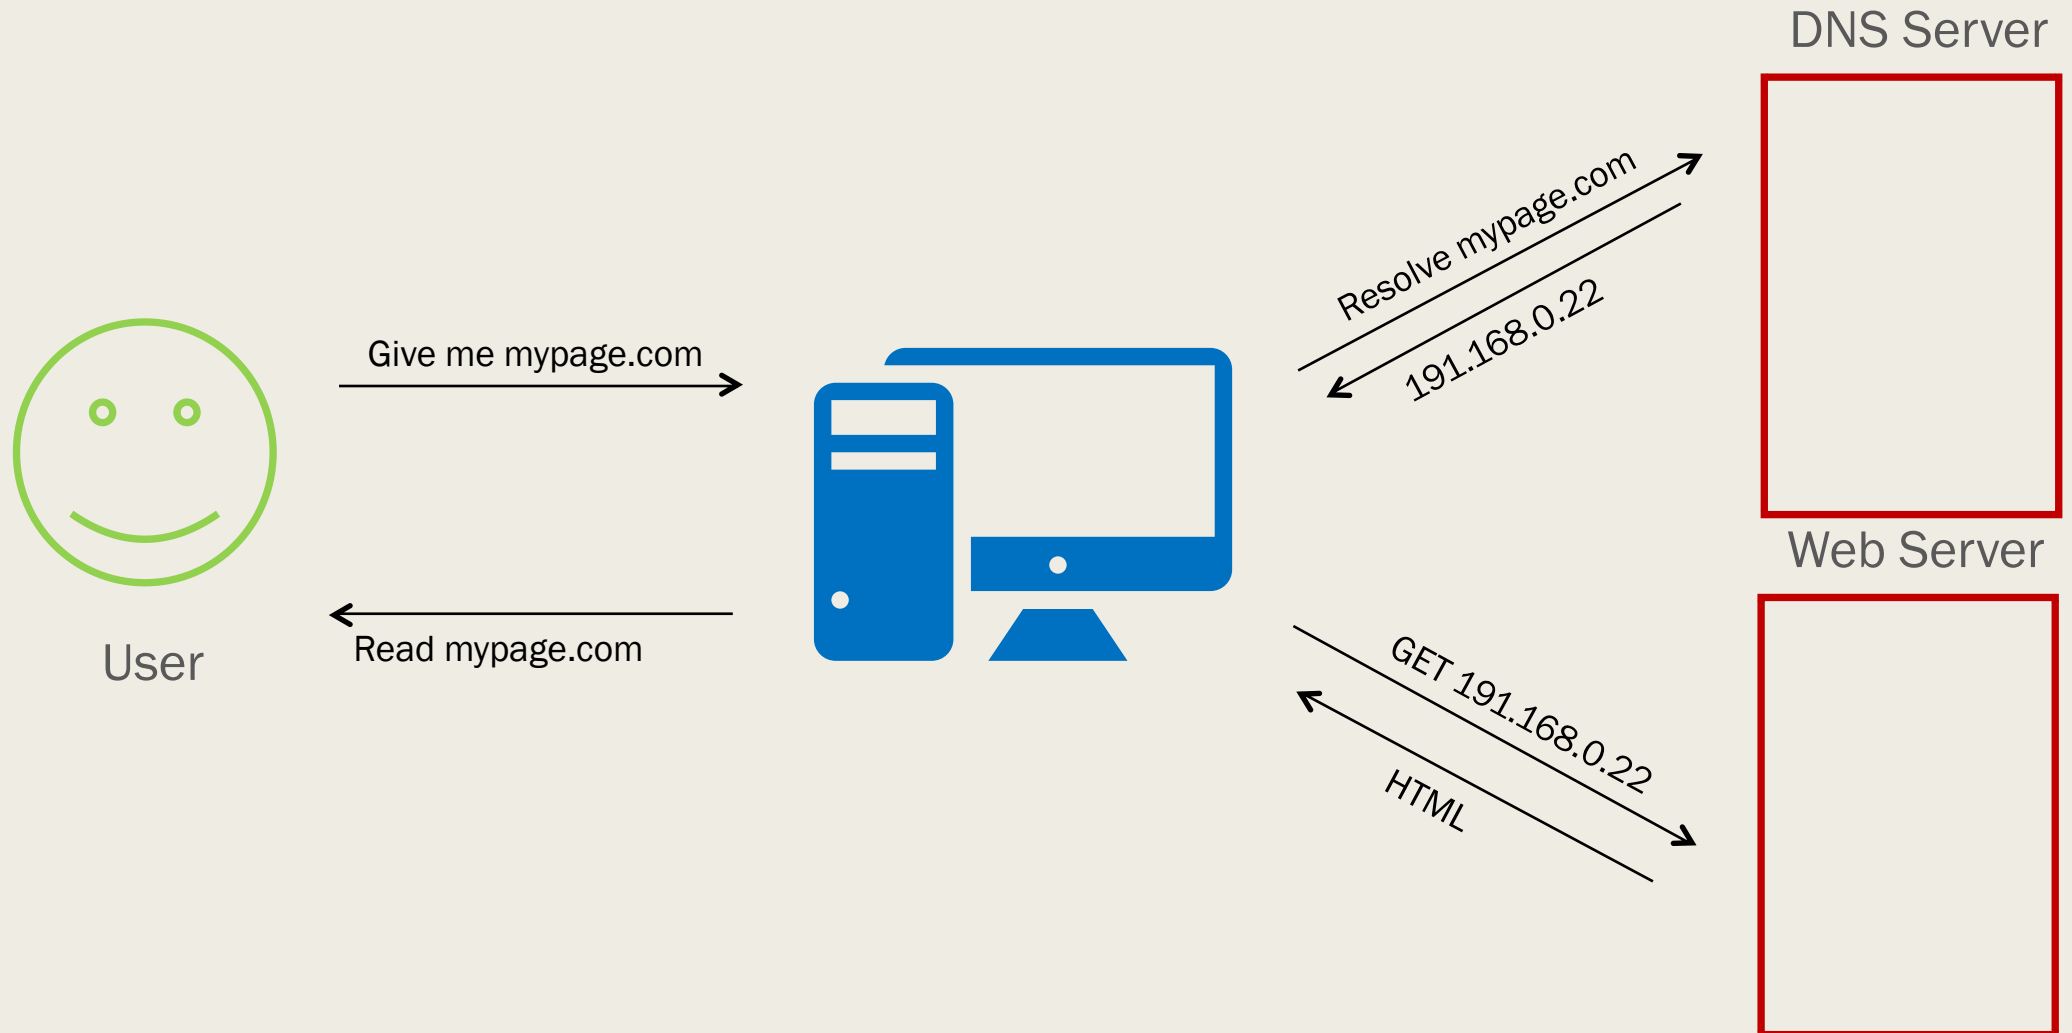 DNS Server
Resolve mypage.com
191.168.0.22
Give me mypage.com
Read mypage.com
User
Web Server
GET 191.168.0.22
HTML